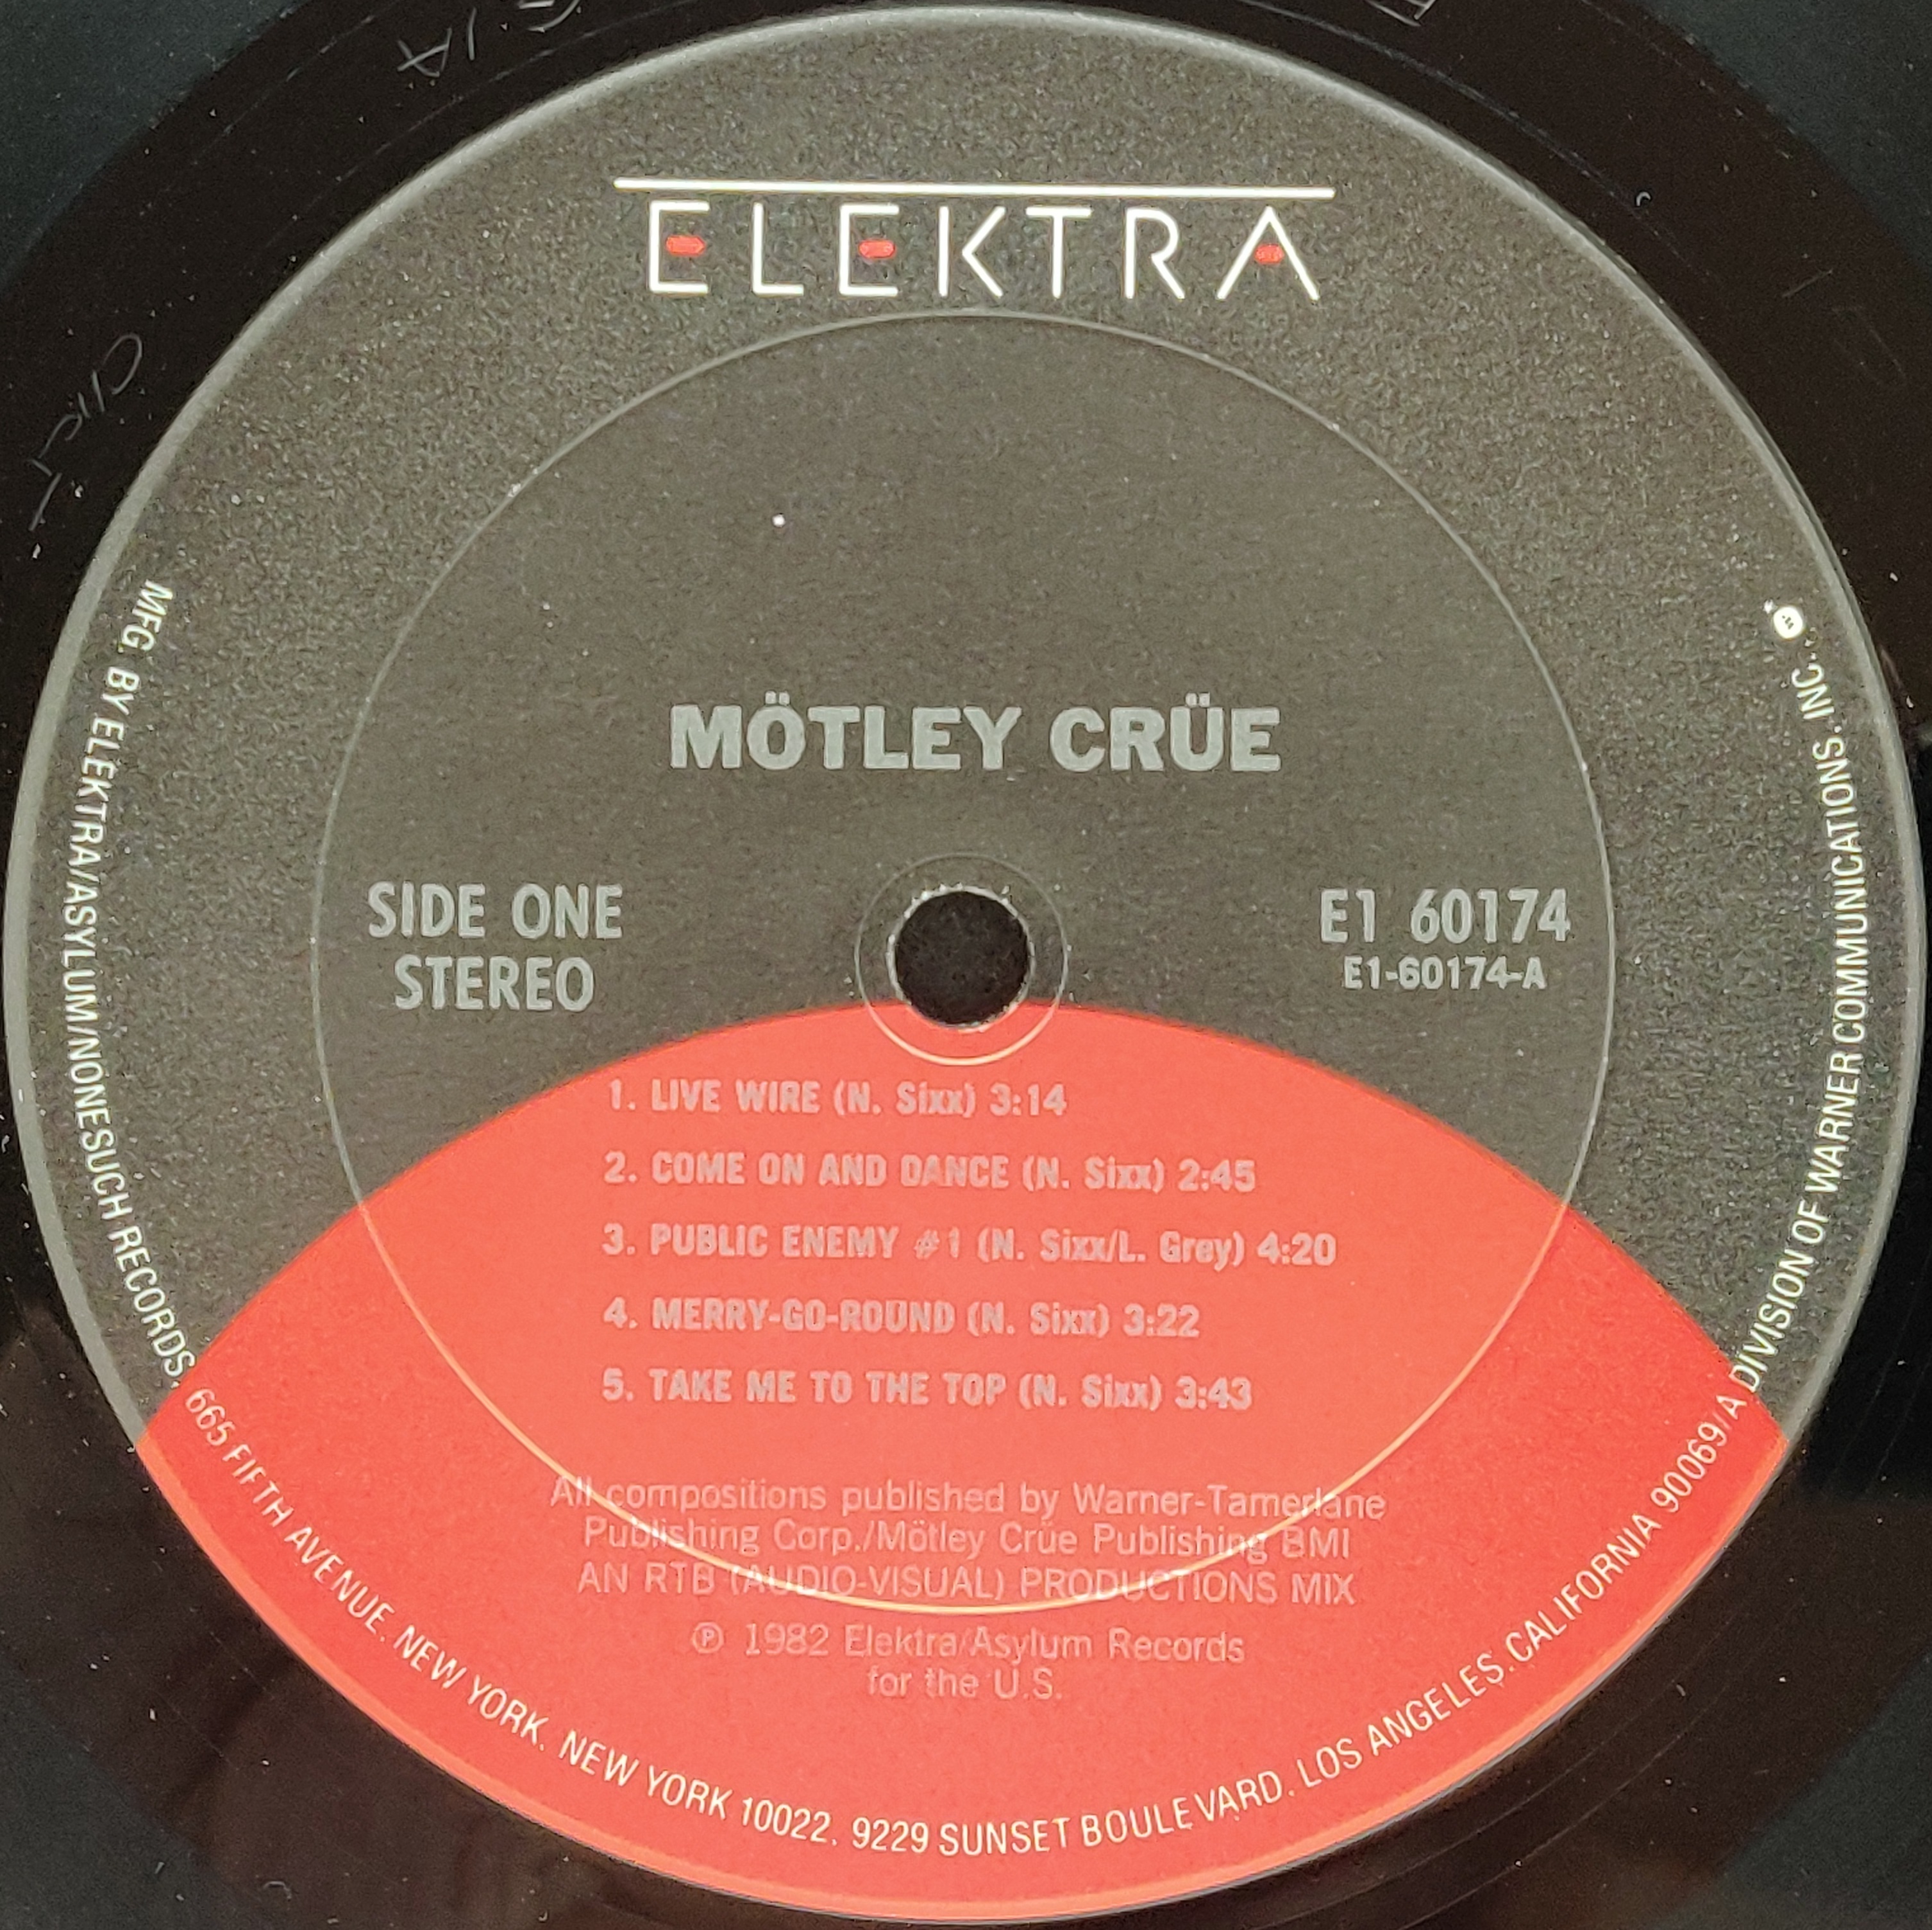 ELEKTRA
MÖTLEY CRÜE
SIDE ONE
STEREO
E1 60174
E1-60174-A
1. LIVE WIRE (N. Sixx) 3:14
2. COME ON AND DANCE (N. Sixx) 2:45
3. PUBLIC ENEMY #1 (N. Sixx/L. Grey) 4:20
4. MERRY-GO-ROUND (N. Sixx) 3:22
5. TAKE ME TO THE TOP (N. Sixx) 3:43
All compositions published by Warner-Tamerlane
Publishing Corp./Mötley Crüe Publishing BMI
AN RTB (AUDIO-VISUAL) PRODUCTIONS MIX
℗ 1982 Elektra/Asylum Records
for the U.S.
MFG. BY ELEKTRA/ASYLUM/NONESUCH RECORDS, 665 FIFTH AVENUE, NEW YORK, NEW YORK 10022. 9229 SUNSET BOULEVARD, LOS ANGELES, CALIFORNIA 90069/A DIVISION OF WARNER COMMUNICATIONS, INC.